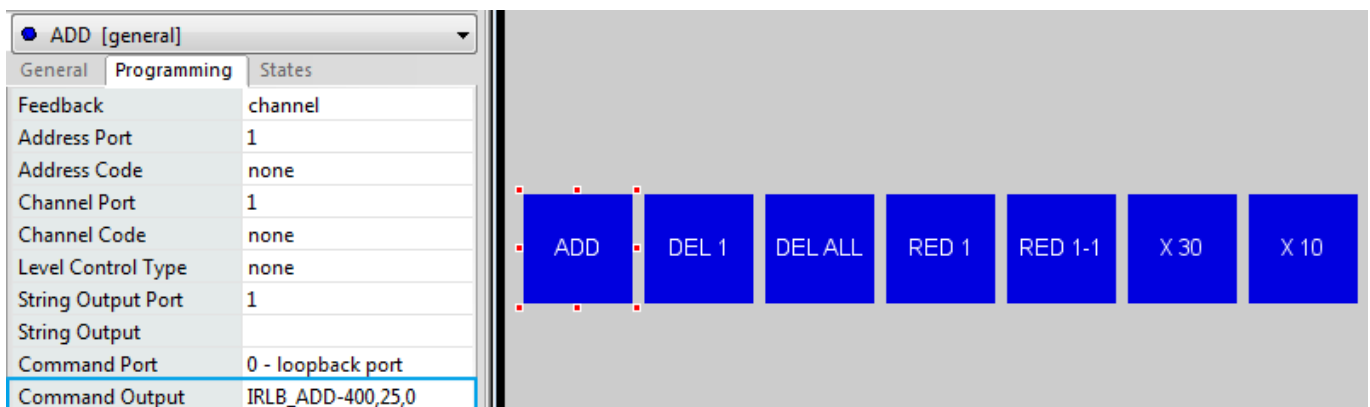 ADD [general]
General Programming States
Feedback channel
Address Port 1
Address Code none
Channel Port 1
Channel Code none
Level Control Type none
String Output Port 1
String Output
Command Port 0 - loopback port
Command Output IRLB_ADD-400,25,0
ADD DEL 1 DEL ALL RED 1 RED 1-1 X 30 X 10